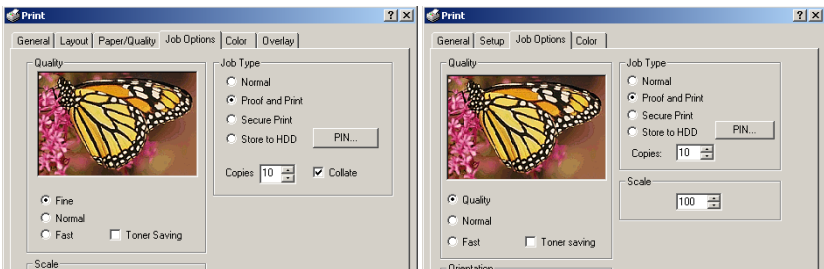 Print
General Layout Paper/Quality Job Options Color Overlay
Quality
Fine
Normal
Fast Toner Saving
Scale
Job Type
Normal
Proof and Print
Secure Print
Store to HDD PIN...
Copies 10 Collate
Print
General Setup Job Options Color
Quality
Quality
Normal
Fast Toner saving
Orientation
Job Type
Normal
Proof and Print
Secure Print
Store to HDD PIN...
Copies: 10
Scale
100